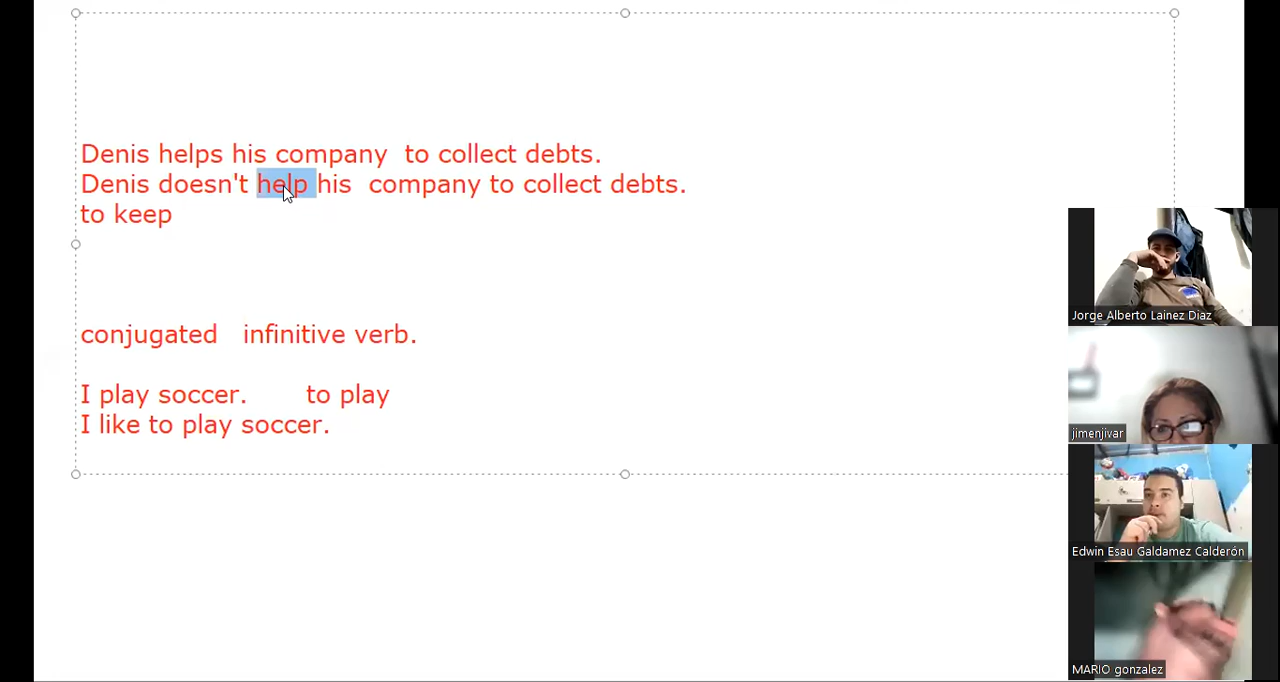 Denis helps his company  to collect debts.
Denis doesn't help his  company to collect debts.
to keep
conjugated   infinitive verb.
I play soccer.       to play
I like to play soccer.
Jorge Alberto Lainez Diaz
jimenjivar
Edwin Esau Galdamez Calderón
MARIO gonzalez